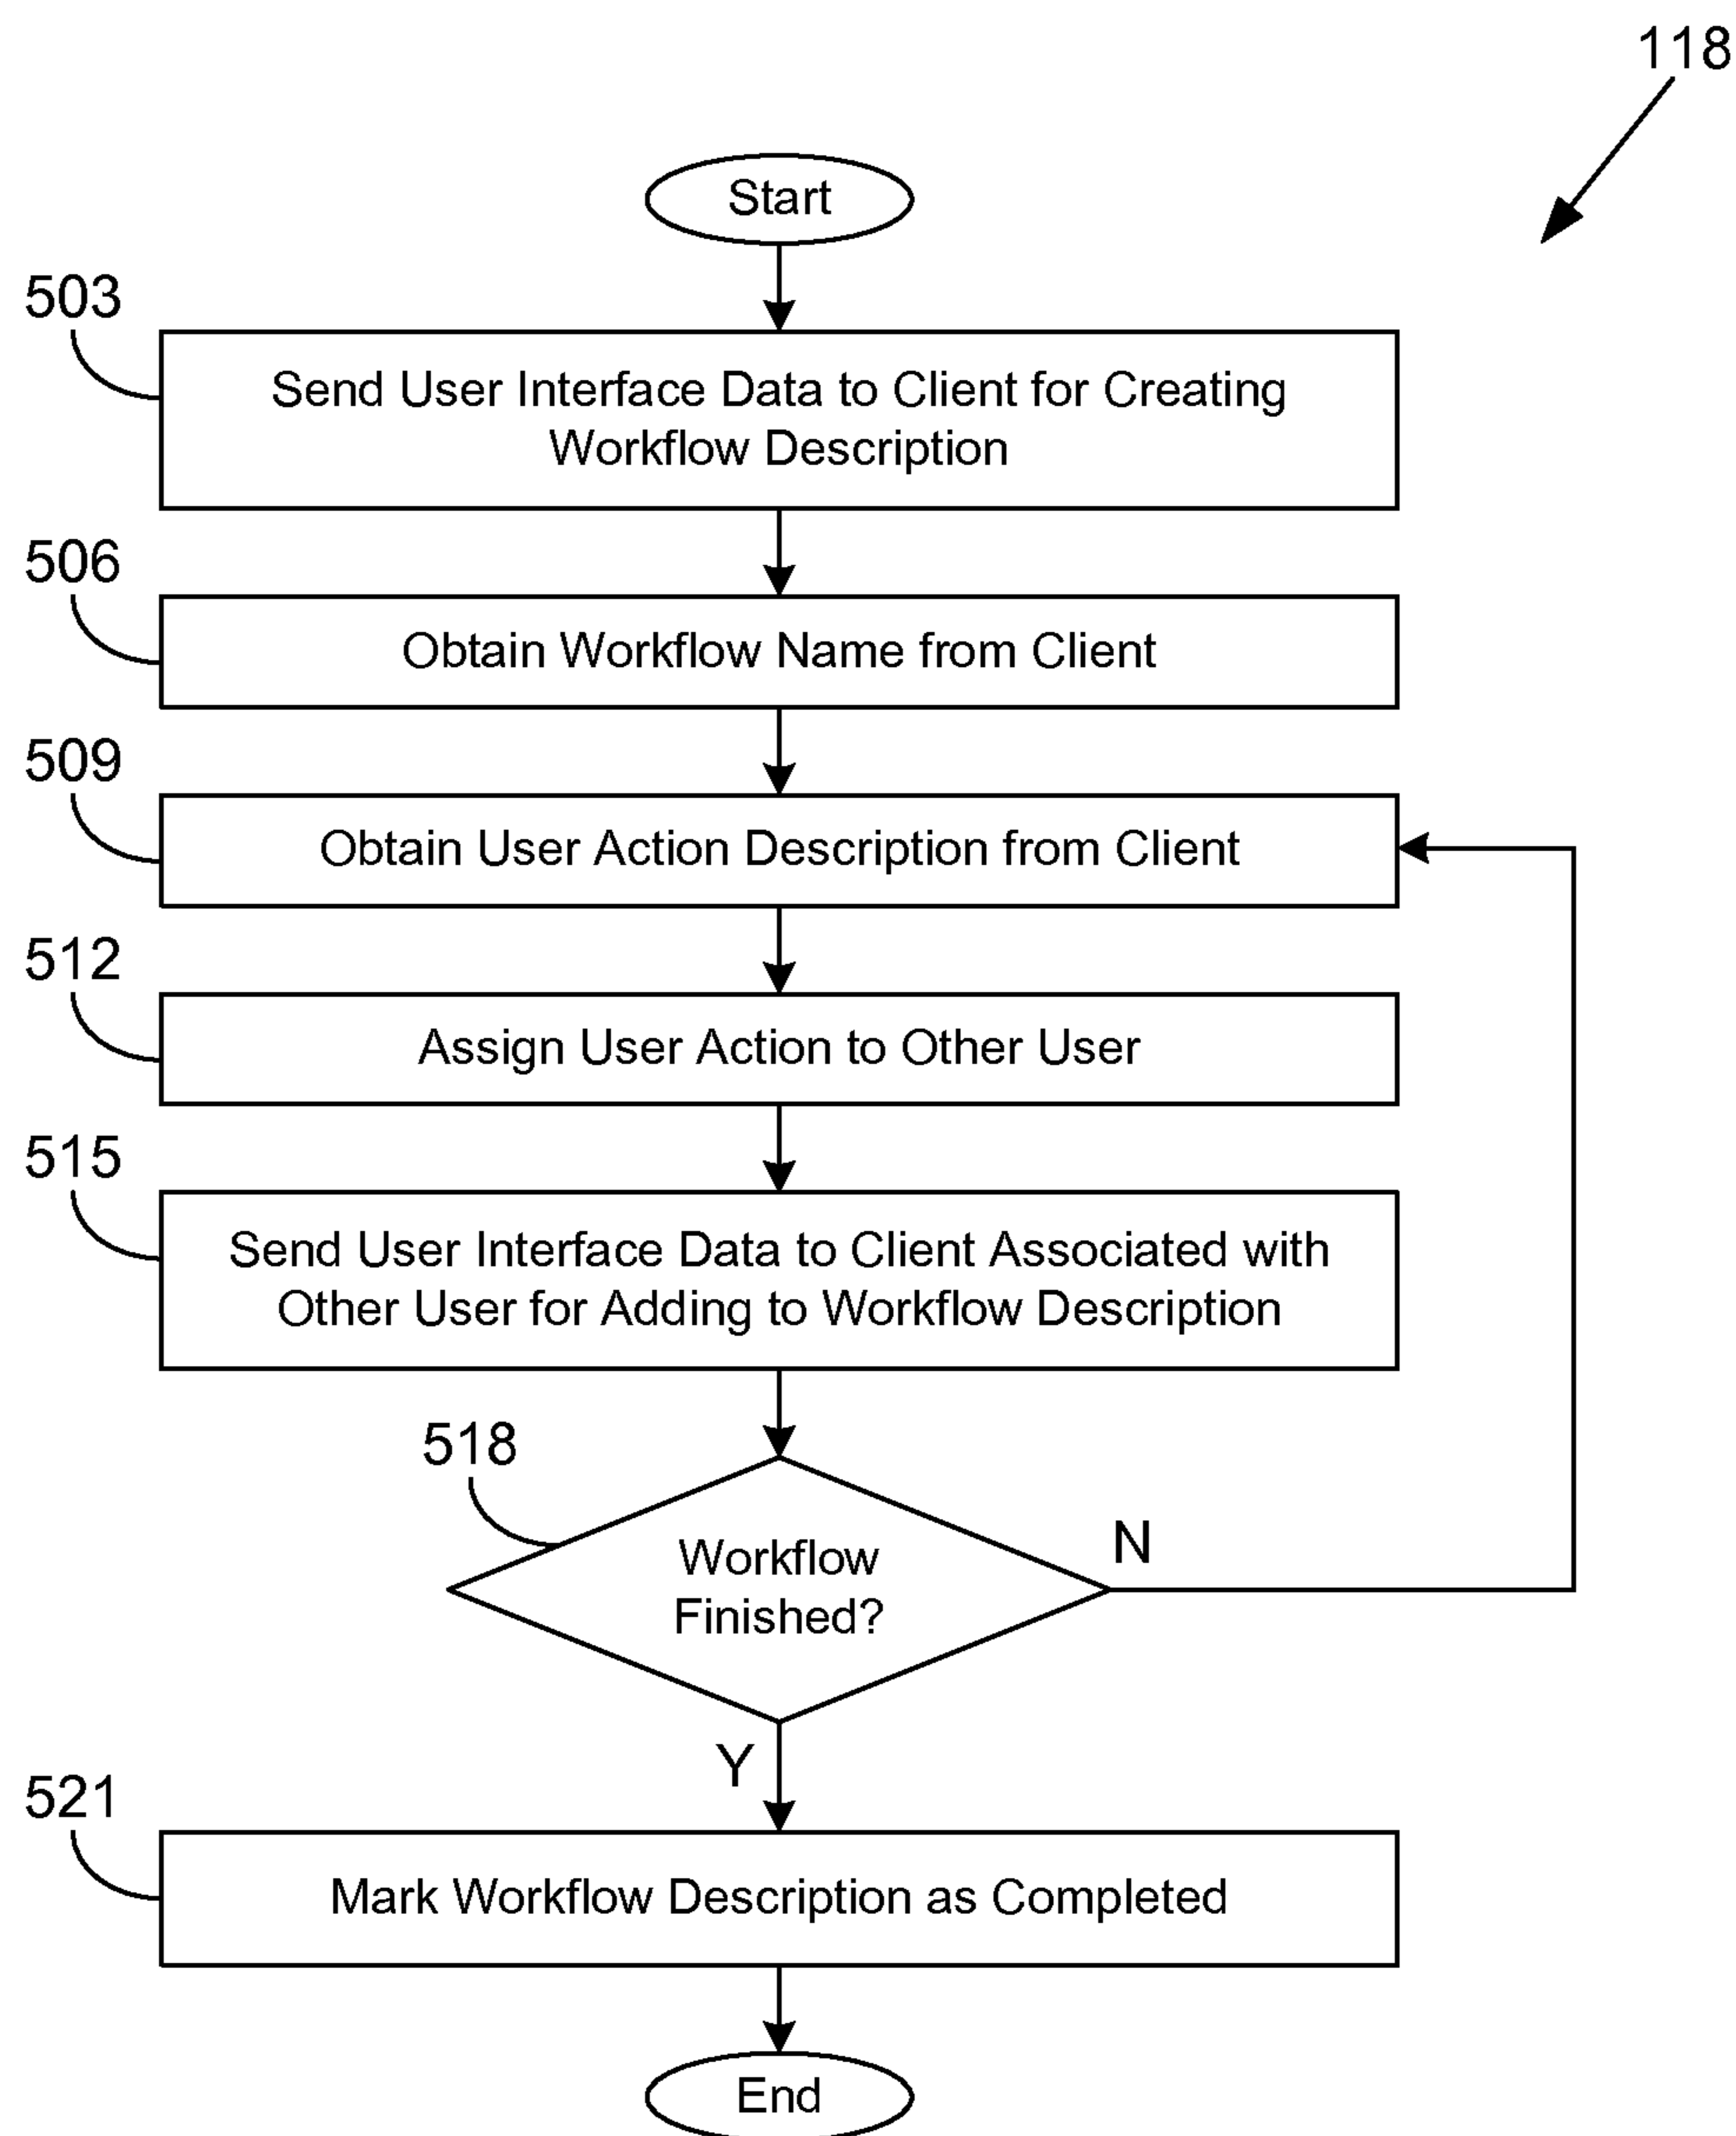 118
Start
503
Send User Interface Data to Client for Creating
Workflow Description
506
Obtain Workflow Name from Client
509
Obtain User Action Description from Client
512
Assign User Action to Other User
515
Send User Interface Data to Client Associated with
Other User for Adding to Workflow Description
518
Workflow
Finished?
N
Y
521
Mark Workflow Description as Completed
End